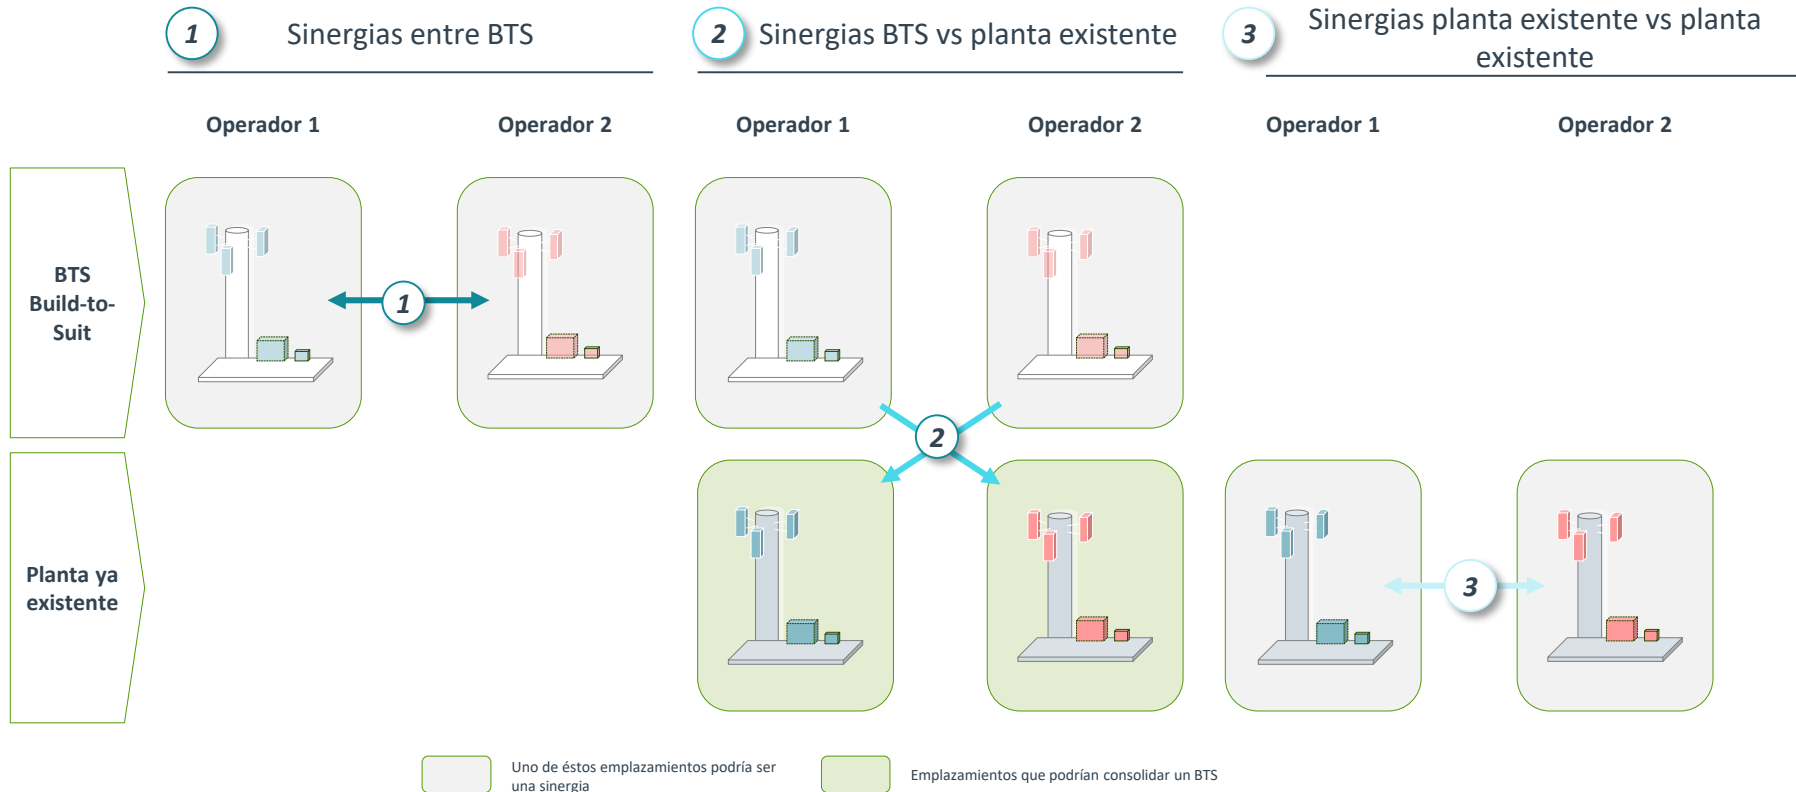 1
Sinergias entre BTS
2
Sinergias BTS vs planta existente
3
Sinergias planta existente vs planta
existente
Operador 1
Operador 2
Operador 1
Operador 2
Operador 1
Operador 2
BTS
Build-to-
Suit
1
2
Planta ya
existente
3
Uno de éstos emplazamientos podría ser
una sinergia
Emplazamientos que podrían consolidar un BTS